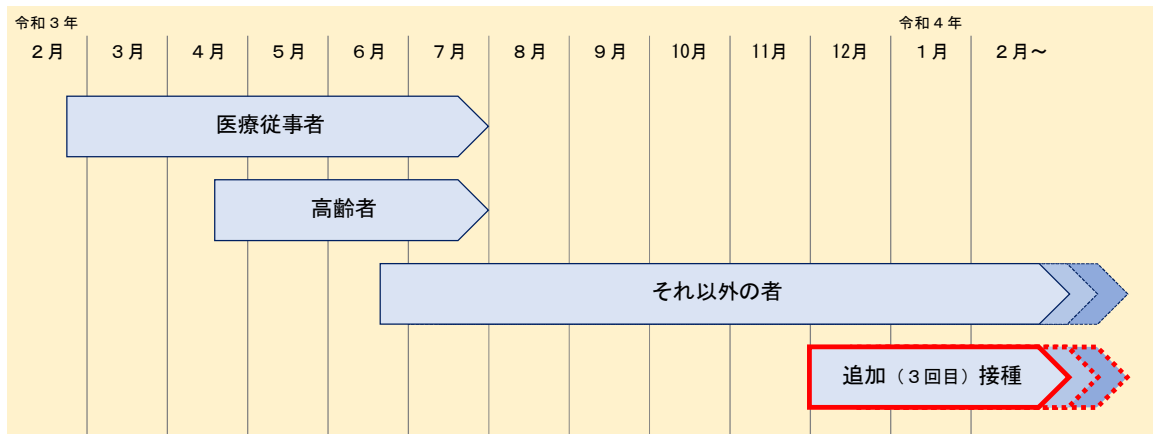 令和３年 令和４年
２月 ３月 ４月 ５月 ６月 ７月 ８月 ９月 10月 11月 12月 １月 ２月～
医療従事者
高齢者
それ以外の者
追加（３回目）接種